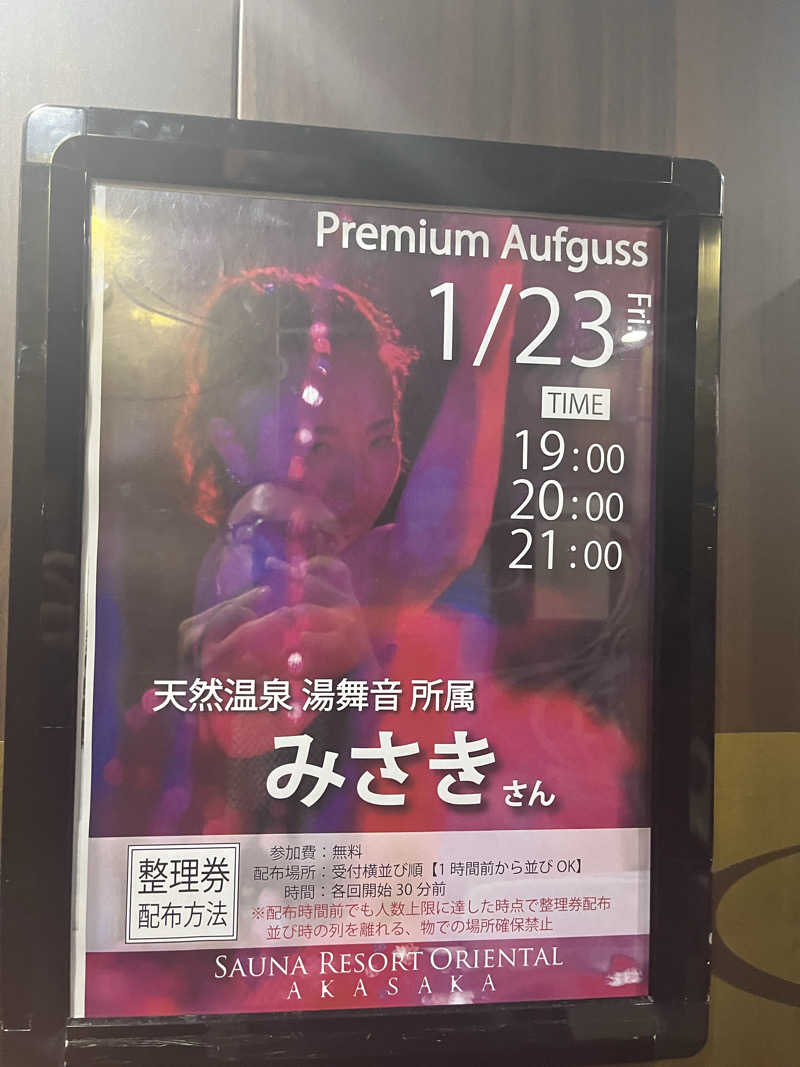 Premium Aufguss
1/23 Fri.
TIME
19:00
20:00
21:00
天然温泉 湯舞音 所属
みさき さん
整理券
配布方法
参加費：無料
配布場所：受付横並び順【1時間前から並びOK】
時間：各回開始30分前
※配布時間前でも人数上限に達した時点で整理券配布
並び時の列を離れる、物での場所確保禁止
SAUNA RESORT ORIENTAL
AKASAKA